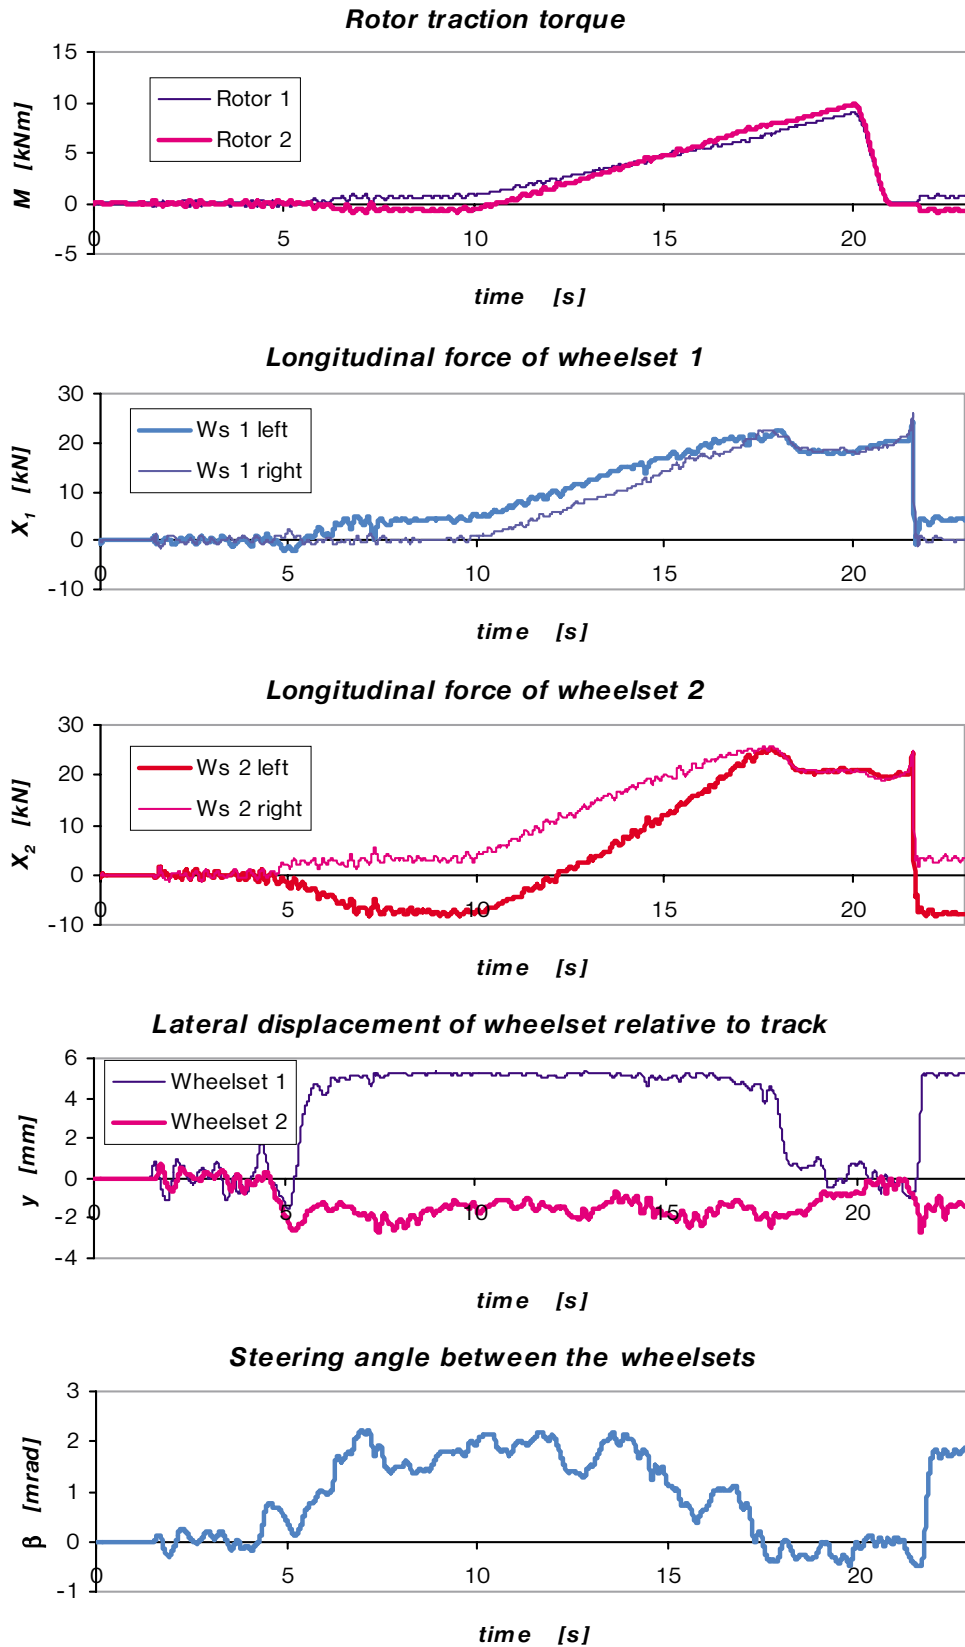 Rotor traction torque
15
10
5
0
-5
M [kNm]
Rotor 1
Rotor 2
0 5 10 15 20
time [s]
Longitudinal force of wheelset 1
30
20
10
0
-10
X1 [kN]
Ws 1 left
Ws 1 right
0 5 10 15 20
time [s]
Longitudinal force of wheelset 2
30
20
10
0
-10
X2 [kN]
Ws 2 left
Ws 2 right
0 5 10 15 20
time [s]
Lateral displacement of wheelset relative to track
6
4
2
0
-2
-4
y [mm]
Wheelset 1
Wheelset 2
0 5 10 15 20
time [s]
Steering angle between the wheelsets
3
2
1
0
-1
β [mrad]
0 5 10 15 20
time [s]